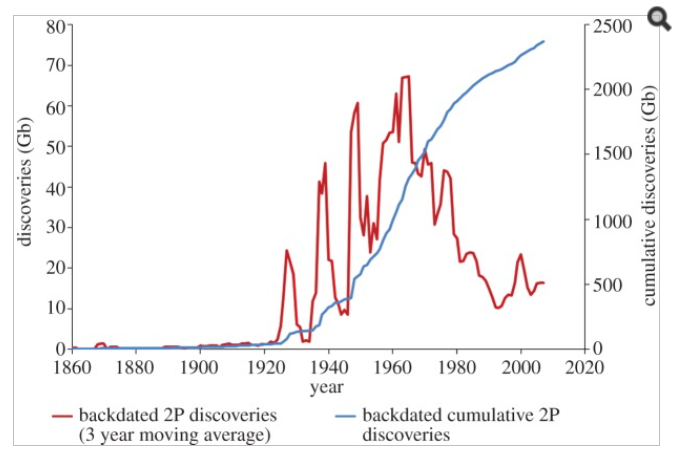 80
70
60
50
40
30
20
10
0
discoveries (Gb)
2500
2000
1500
1000
500
0
cumulative discoveries (Gb)
1860 1880 1900 1920 1940 1960 1980 2000 2020
year
backdated 2P discoveries
(3 year moving average)
backdated cumulative 2P
discoveries